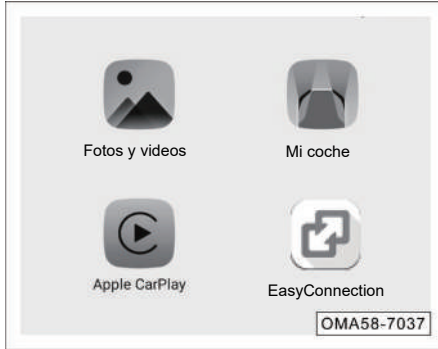 Fotos y videos
Mi coche
Apple CarPlay
EasyConnection
OMA58-7037